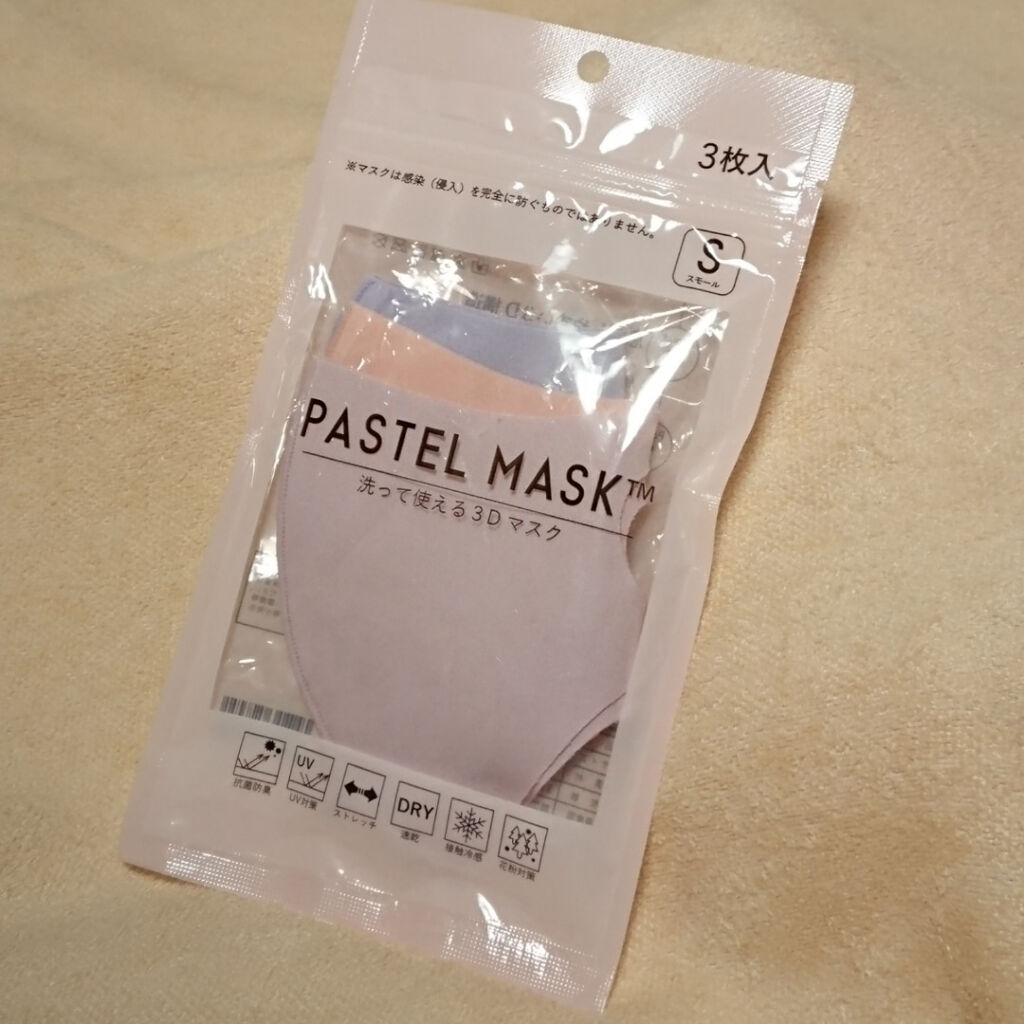 3枚入
※マスクは感染（侵入）を完全に防ぐものではありません。
S
スモール
PASTEL MASK™
洗って使える3Dマスク
UV
DRY
抗菌防臭
UV対策
ストレッチ
速乾
接触冷感
花粉対策